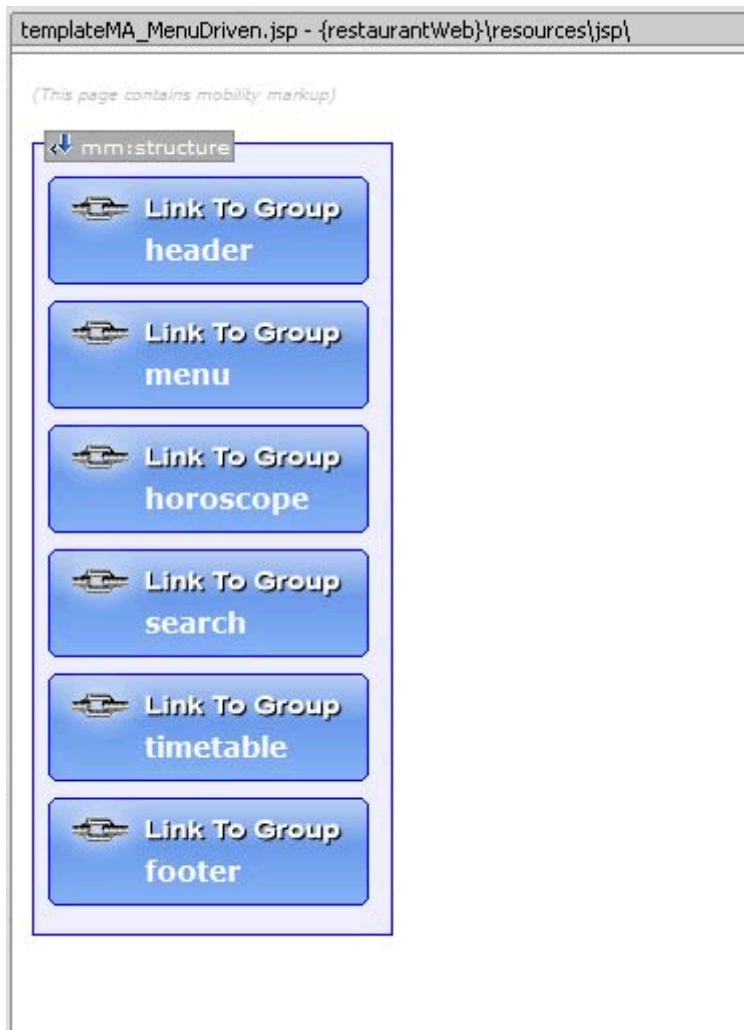 templateMA_MenuDriven.jsp - {restaurantWeb}\resources\jsp\
(This page contains mobility markup)
mm:structure
Link To Group
header
Link To Group
menu
Link To Group
horoscope
Link To Group
search
Link To Group
timetable
Link To Group
footer